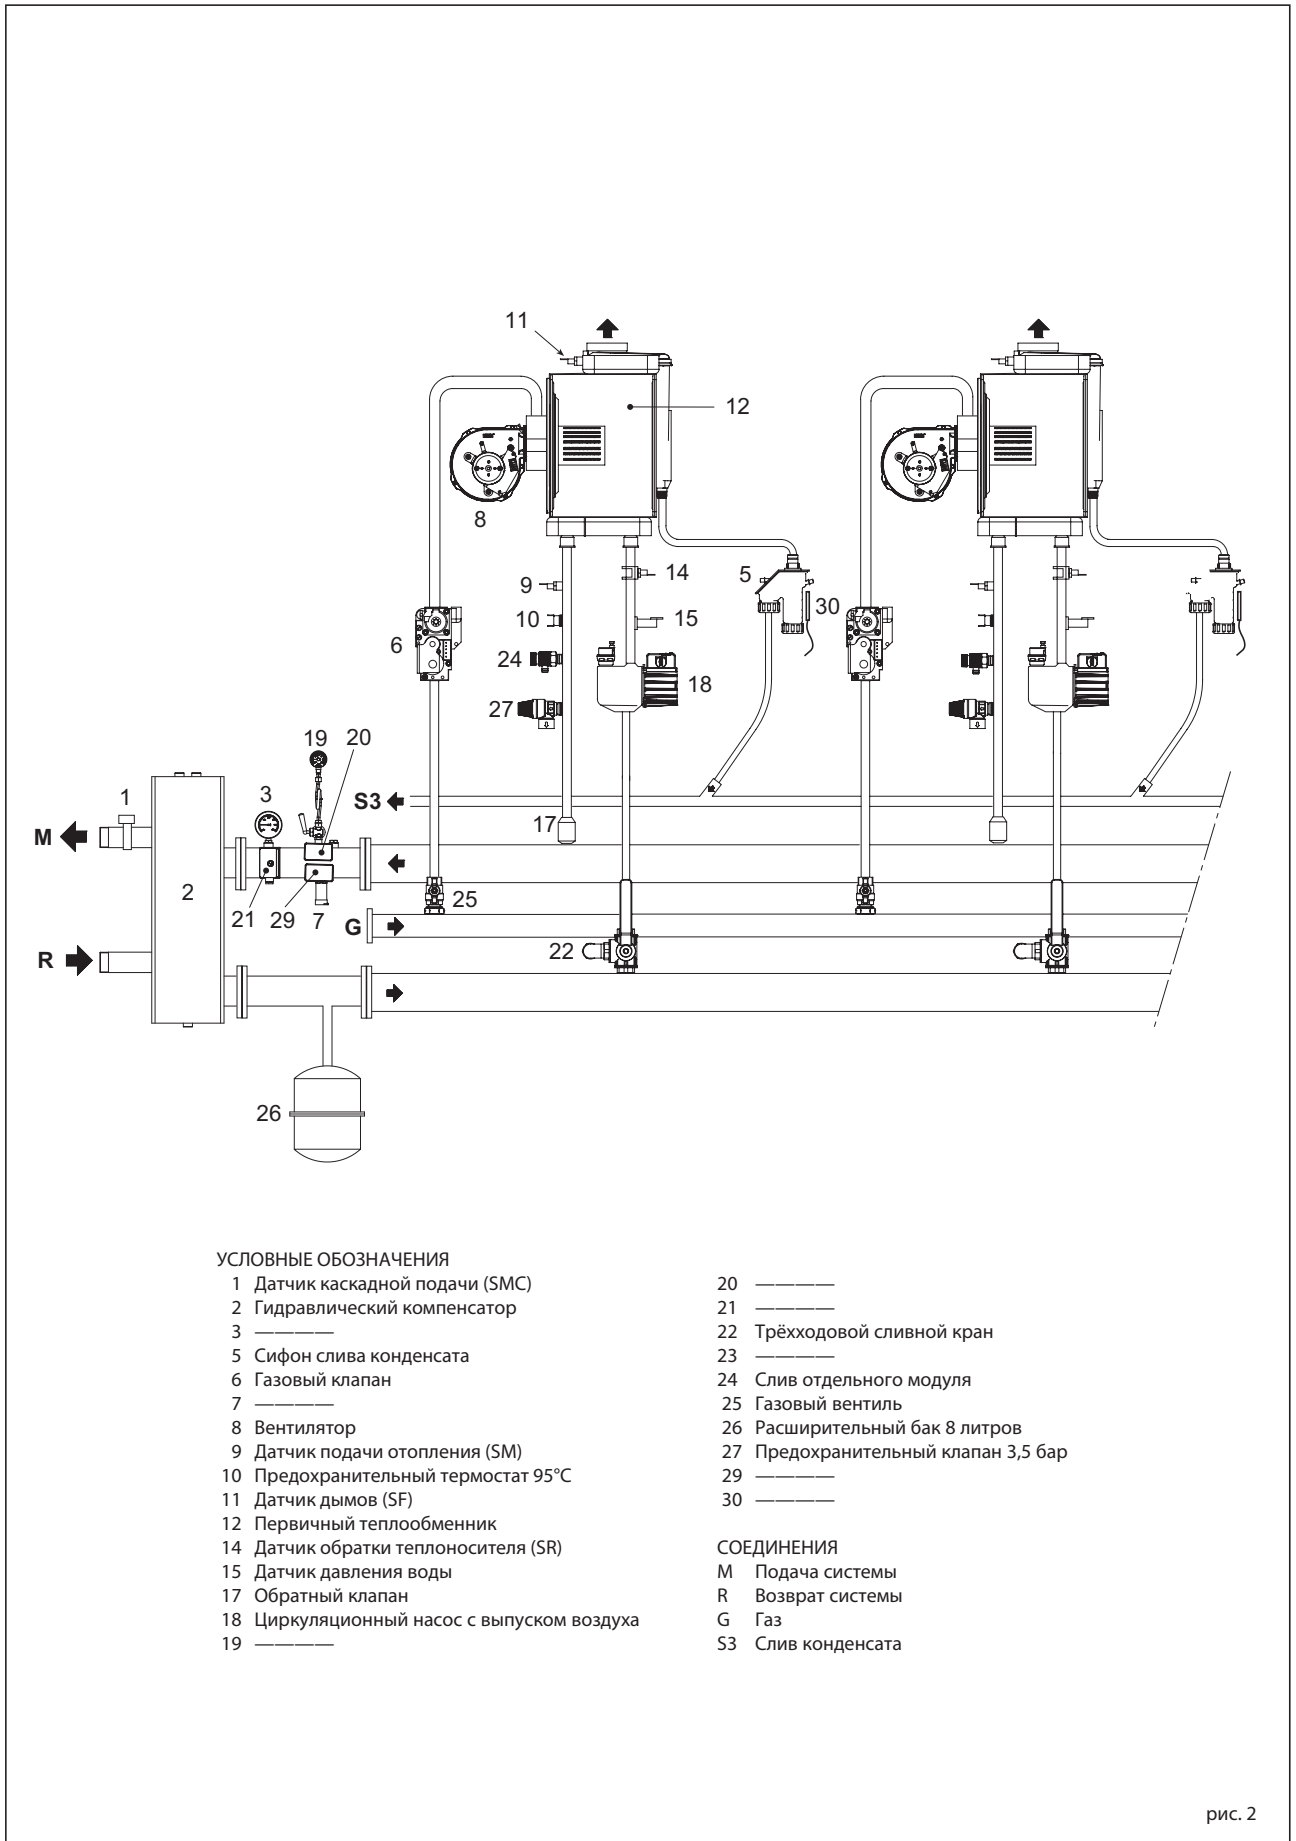 11
12
8
9
14
5
10
15
30
6
24
18
27
19 20
1
3
S3
17
M
2
25
21 29 7
G
22
R
26
УСЛОВНЫЕ ОБОЗНАЧЕНИЯ
1 Датчик каскадной подачи (SMC)
2 Гидравлический компенсатор
3 ————
5 Сифон слива конденсата
6 Газовый клапан
7 ————
8 Вентилятор
9 Датчик подачи отопления (SM)
10 Предохранительный термостат 95°C
11 Датчик дымов (SF)
12 Первичный теплообменник
14 Датчик обратки теплоносителя (SR)
15 Датчик давления воды
17 Обратный клапан
18 Циркуляционный насос с выпуском воздуха
19 ————
20 ————
21 ————
22 Трёхходовой сливной кран
23 ————
24 Слив отдельного модуля
25 Газовый вентиль
26 Расширительный бак 8 литров
27 Предохранительный клапан 3,5 бар
29 ————
30 ————
СОЕДИНЕНИЯ
M Подача системы
R Возврат системы
G Газ
S3 Слив конденсата
рис. 2